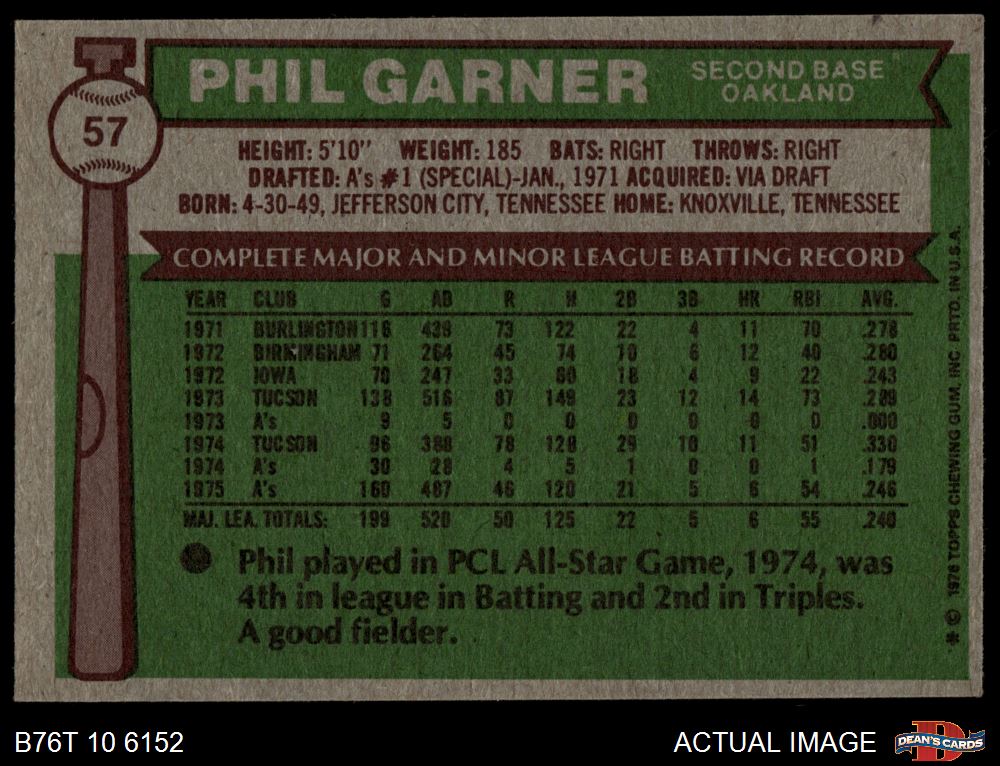 57
PHIL GARNER
SECOND BASE
OAKLAND
HEIGHT: 5'10" WEIGHT: 185 BATS: RIGHT THROWS: RIGHT
DRAFTED: A's #1 (SPECIAL)-JAN., 1971 ACQUIRED: VIA DRAFT
BORN: 4-30-49, JEFFERSON CITY, TENNESSEE HOME: KNOXVILLE, TENNESSEE
COMPLETE MAJOR AND MINOR LEAGUE BATTING RECORD
YEAR CLUB G AB R H 2B 3B HR RBI AVG.
1971 BURLINGTON 116 439 73 122 22 4 11 70 .278
1972 BIRMINGHAM 71 264 45 74 10 6 12 40 .280
1972 IOWA 70 247 33 60 18 4 9 22 .243
1973 TUCSON 138 516 87 149 23 12 14 73 .289
1973 A's 9 5 0 0 0 0 0 0 .000
1974 TUCSON 96 388 78 128 29 10 11 51 .330
1974 A's 30 28 4 5 1 0 0 1 .179
1975 A's 160 487 46 120 21 5 6 54 .246
MAJ. LEA. TOTALS: 199 520 50 125 22 5 6 55 .240
Phil played in PCL All-Star Game, 1974, was
4th in league in Batting and 2nd in Triples.
A good fielder.
* © 1976 TOPPS CHEWING GUM, INC PRTD. IN U.S.A.
B76T 10 6152
ACTUAL IMAGE
D
DEAN'S CARDS